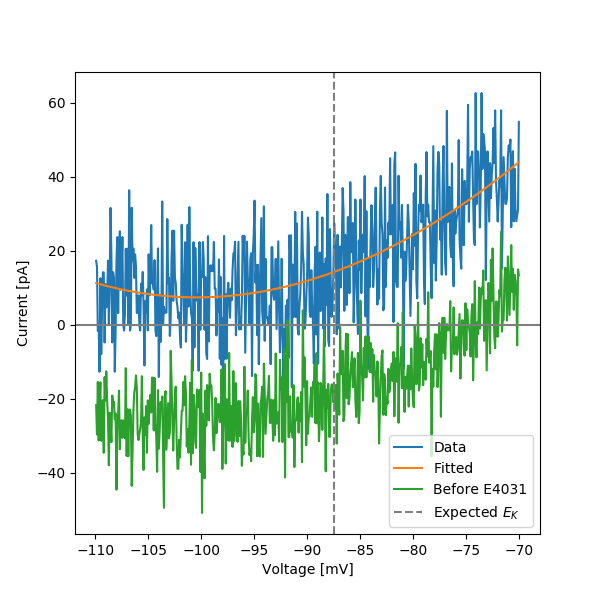 60
40
20
0
−20
−40
Current [pA]
Data
Fitted
Before E4031
Expected E_K
−110 −105 −100 −95 −90 −85 −80 −75 −70
Voltage [mV]